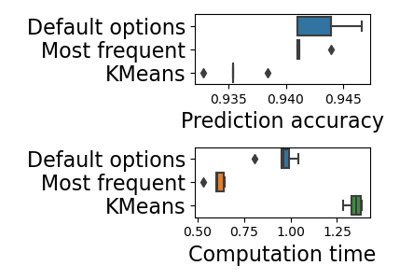 Default options
Most frequent
KMeans
0.935 0.940 0.945
Prediction accuracy
Default options
Most frequent
KMeans
0.50 0.75 1.00 1.25
Computation time